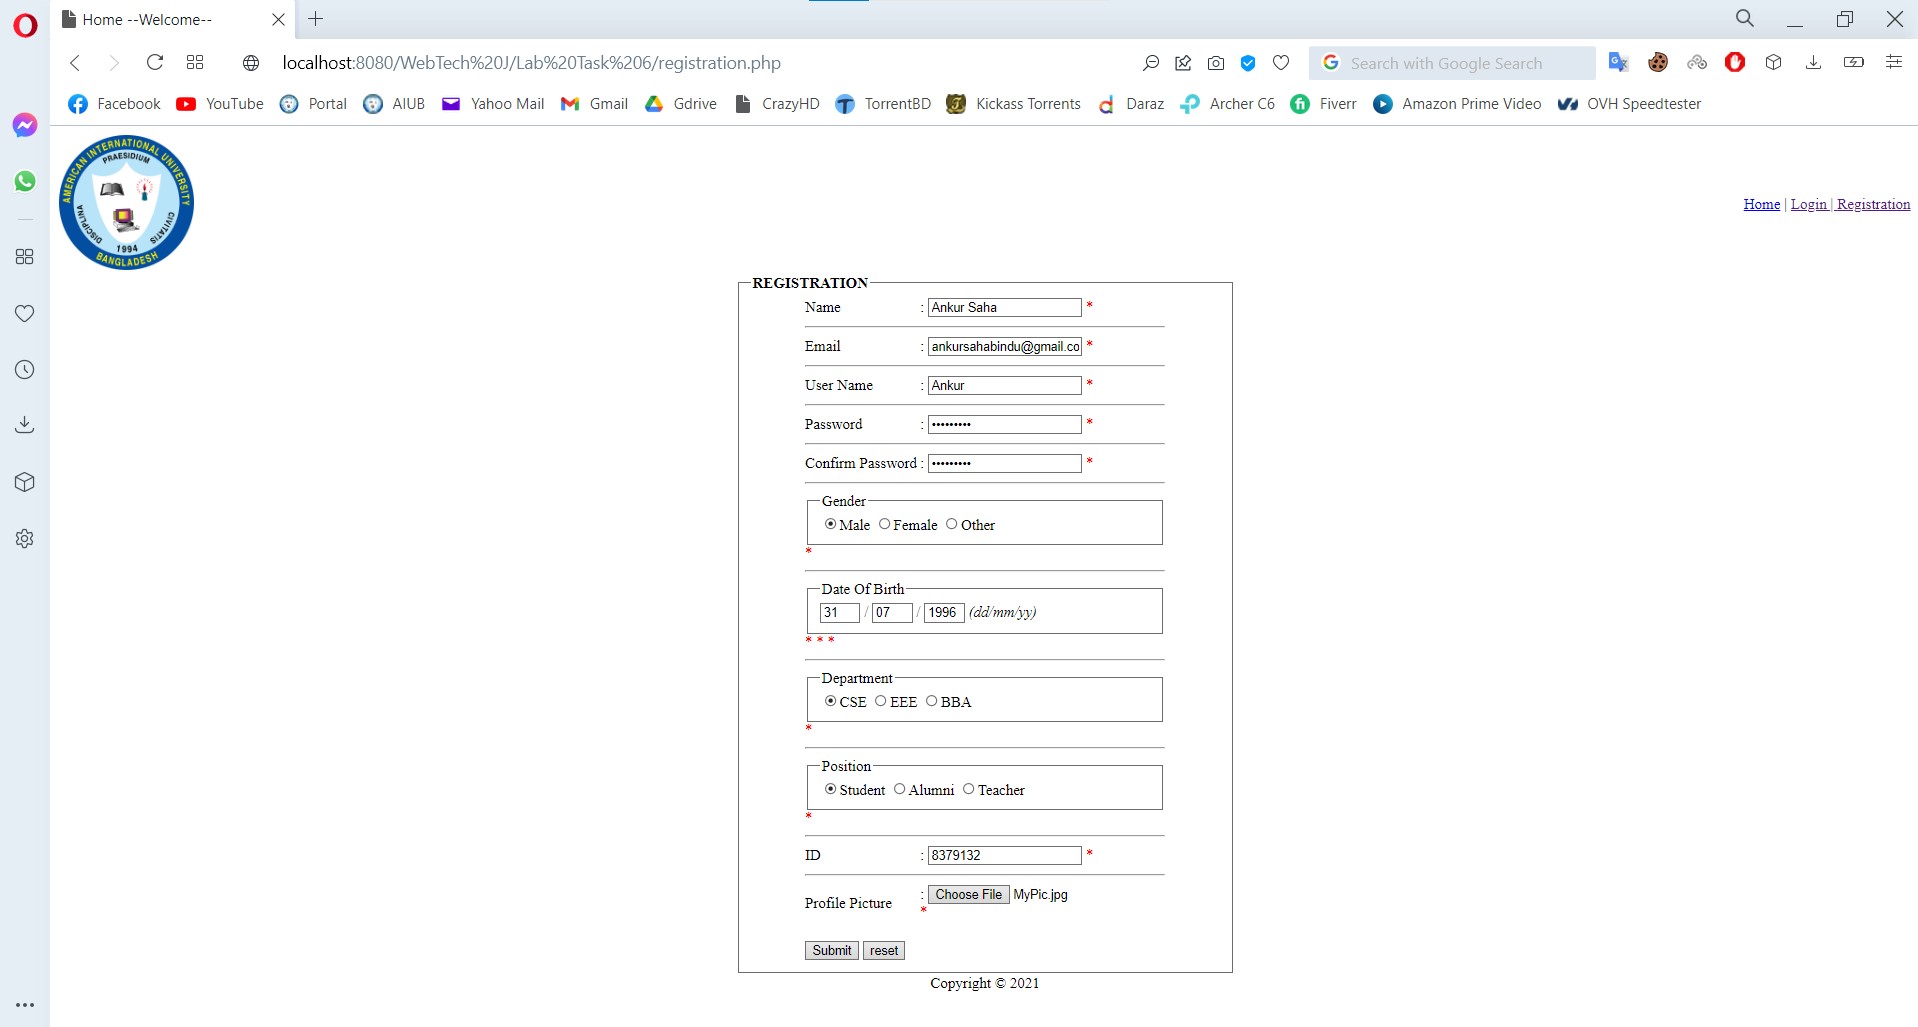 Home --Welcome--
localhost:8080/WebTech%20J/Lab%20Task%206/registration.php
Search with Google Search
Facebook YouTube Portal AIUB Yahoo Mail Gmail Gdrive CrazyHD TorrentBD Kickass Torrents Daraz Archer C6 Fiverr Amazon Prime Video OVH Speedtester
AMERICAN INTERNATIONAL UNIVERSITY
PRAESIDIUM
DISCIPLINA
CIVITATIS
1994
BANGLADESH
Home | Login | Registration
REGISTRATION
Name : Ankur Saha *
Email : ankursahabindu@gmail.co *
User Name : Ankur *
Password : ••••••••• *
Confirm Password : ••••••••• *
Gender
Male Female Other
*
Date Of Birth
31 / 07 / 1996 (dd/mm/yy)
* * *
Department
CSE EEE BBA
*
Position
Student Alumni Teacher
*
ID : 8379132 *
Profile Picture : Choose File MyPic.jpg
*
Submit reset
Copyright © 2021